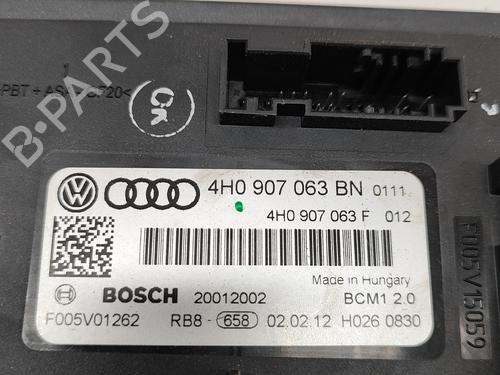 PBT + AS
720<
OK
4H0 907 063 BN 0111
4H0 907 063 F 012
Made in Hungary
BOSCH 20012002 BCM1 2.0
F005V01262 RB8- 658 02.02.12 H026 0830
F005V15059
B-PARTS